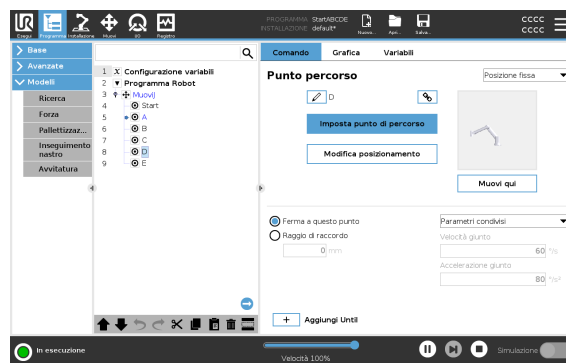 PROGRAMMA StartABCDE
INSTALLAZIONE default*
Esegui Programma Installazione Muovi I/O Registro
Nuovo... Apri... Salva...
CCCC
CCCC
Base
Avanzate
Modelli
Ricerca
Forza
Pallettizzaz...
Inseguimento
nastro
Avvitatura
1 X Configurazione variabili
2 Programma Robot
3 MuoviJ
4 Start
5 A
6 B
7 C
8 D
9 E
Comando Grafica Variabili
Punto percorso
Posizione fissa
D
Imposta punto di percorso
Modifica posizionamento
Muovi qui
Ferma a questo punto
Raggio di raccordo
0 mm
Parametri condivisi
Velocità giunto
60 °/s
Accelerazione giunto
80 °/s²
+ Aggiungi Until
In esecuzione
Velocità 100%
Simulazione